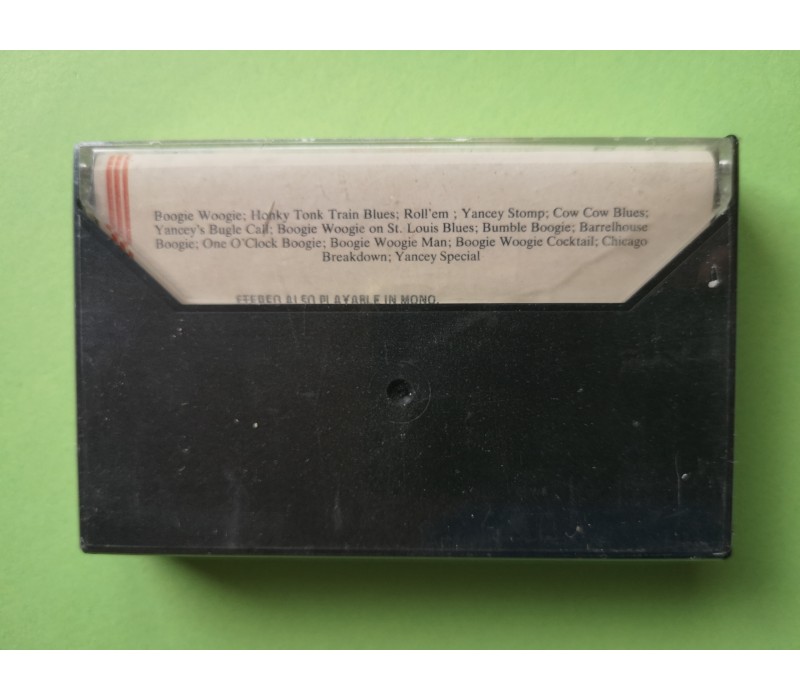 Boogie Woogie; Honky Tonk Train Blues; Roll'em ; Yancey Stomp; Cow Cow Blues;
Yancey's Bugle Call; Boogie Woogie on St. Louis Blues; Bumble Boogie; Barrelhouse
Boogie; One O'Clock Boogie; Boogie Woogie Man; Boogie Woogie Cocktail; Chicago
Breakdown; Yancey Special
STEREO ALSO PLAYABLE IN MONO.